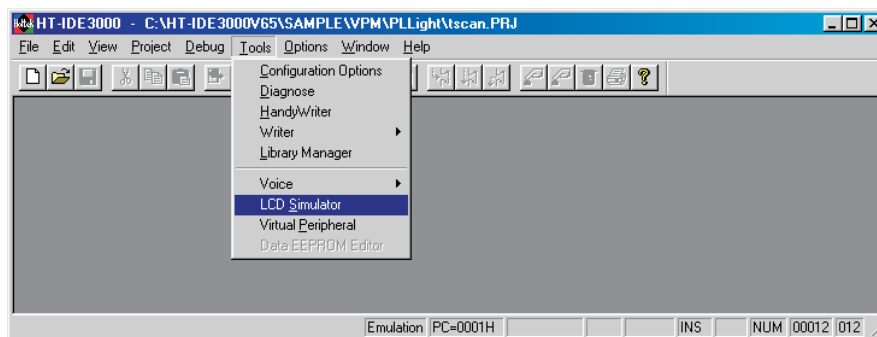 HT-IDE3000 - C:\HT-IDE3000V65\SAMPLE\VPM\PLLight\tscan.PRJ
File Edit View Project Debug Tools Options Window Help
Configuration Options
Diagnose
HandyWriter
Writer
Library Manager
Voice
LCD Simulator
Virtual Peripheral
Data EEPROM Editor
Emulation PC=0001H INS NUM 00012 012